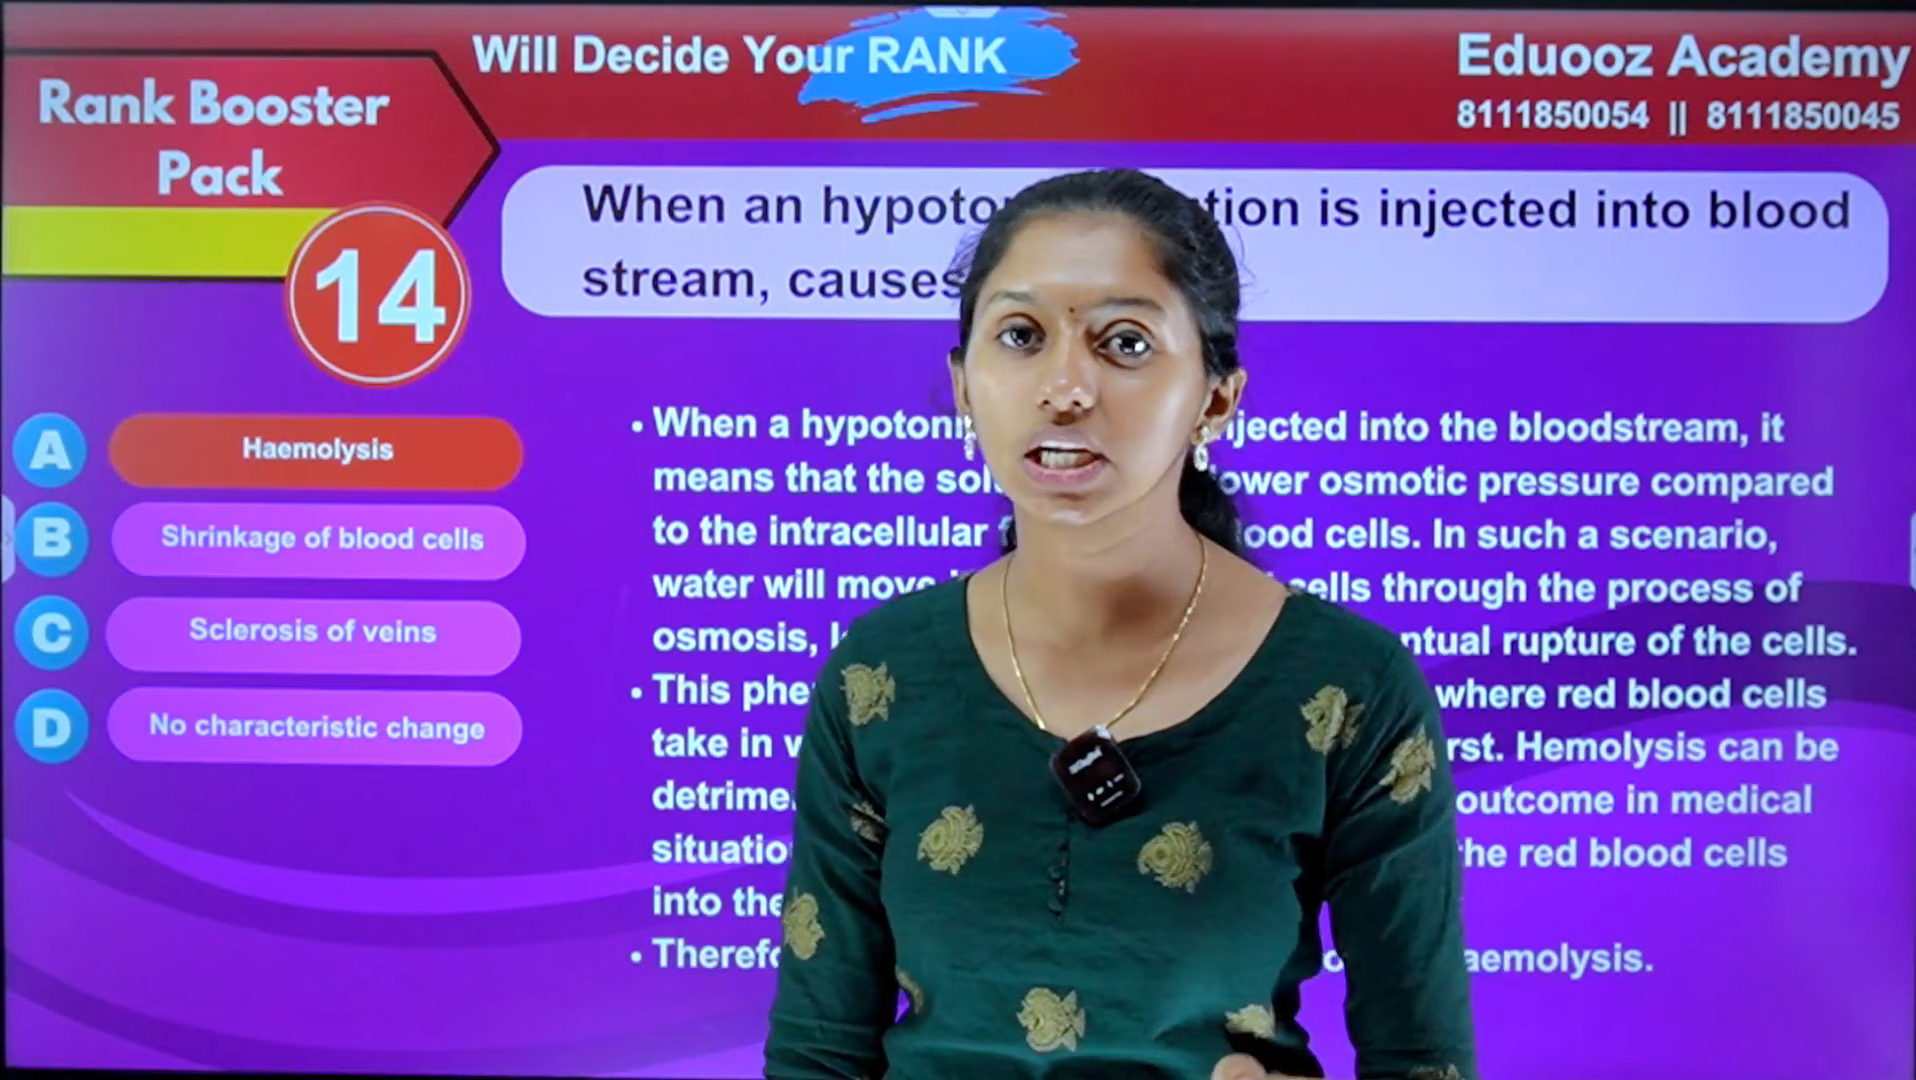 Will Decide Your RANK
Eduooz Academy
8111850054 || 8111850045
Rank Booster
Pack
14
When an hypoto tion is injected into blood
stream, causes
A Haemolysis
B Shrinkage of blood cells
C Sclerosis of veins
D No characteristic change
• When a hypotoni jected into the bloodstream, it
means that the sol ower osmotic pressure compared
to the intracellular ood cells. In such a scenario,
water will move cells through the process of
osmosis, ntual rupture of the cells.
• This phe where red blood cells
take in rst. Hemolysis can be
detrime outcome in medical
situatio the red blood cells
into the
• Therefo aemolysis.